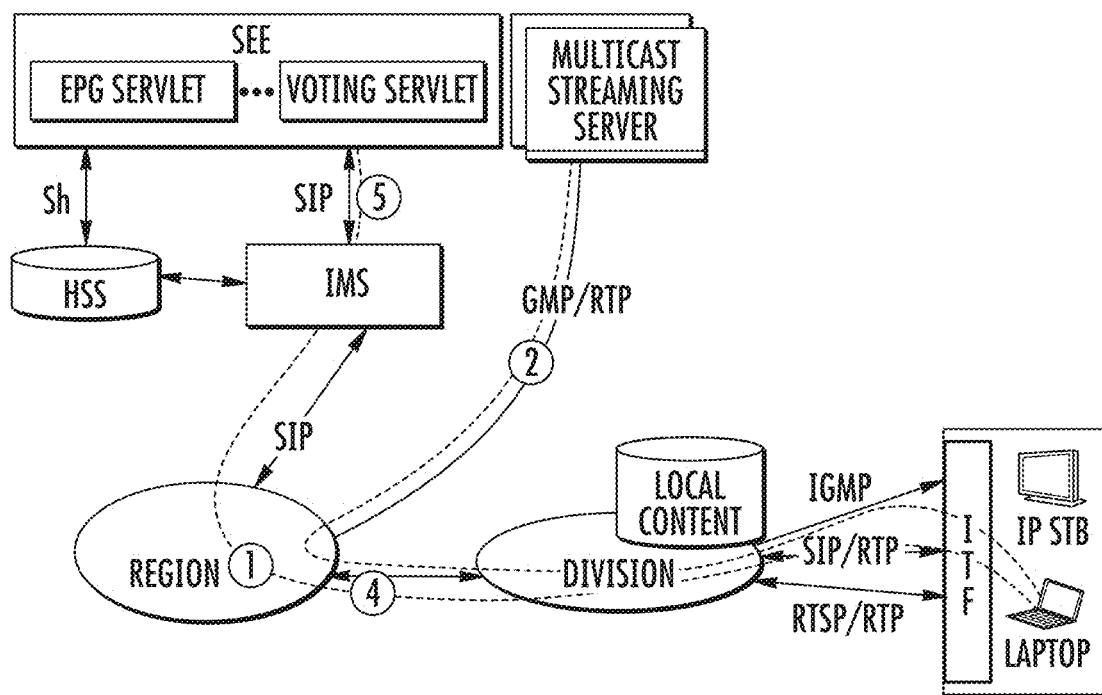 SEE
EPG SERVLET
•••
VOTING SERVLET
MULTICAST
STREAMING
SERVER
Sh
SIP
5
HSS
IMS
GMP/RTP
2
SIP
REGION
1
4
DIVISION
LOCAL
CONTENT
IGMP
SIP/RTP
RTSP/RTP
I
T
F
IP STB
LAPTOP